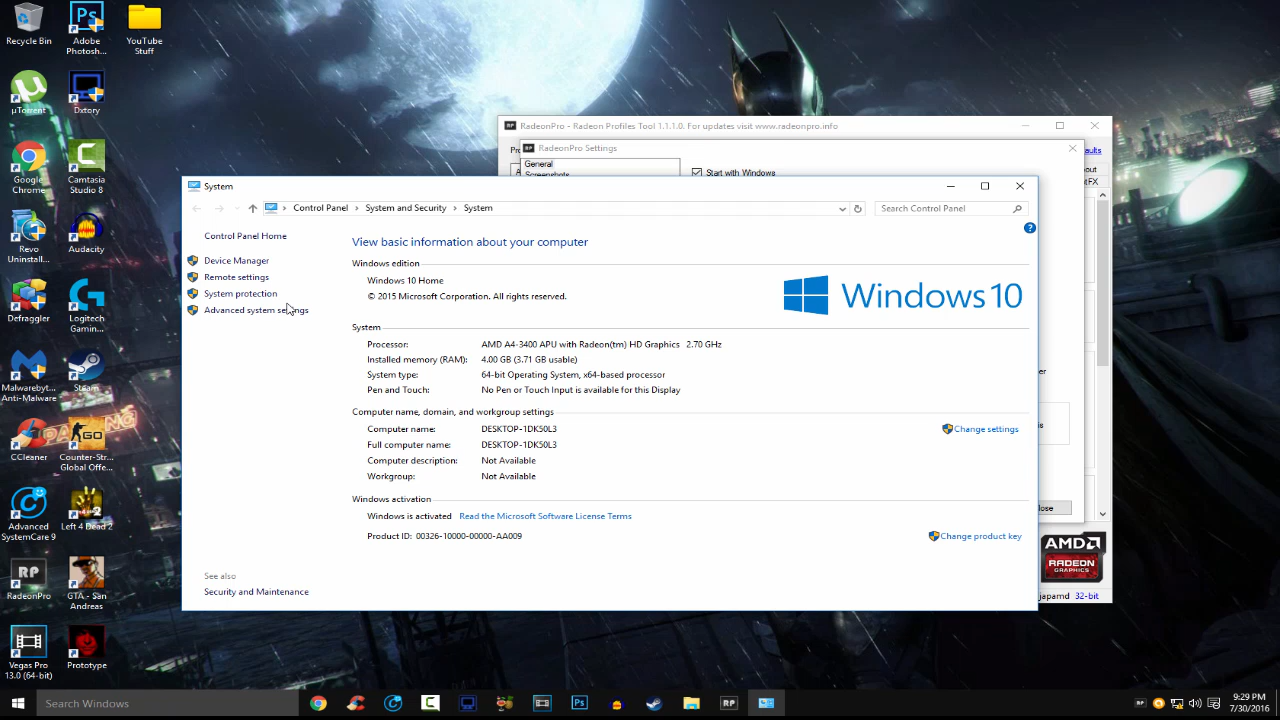 Recycle Bin
Adobe Photosh...
YouTube Stuff
µTorrent
Dxtory
Google Chrome
Camtasia Studio 8
Revo Uninstall...
Audacity
Defraggler
Logitech Gamin...
Malwarebyt... Anti-Malware
Steam
CCleaner
Counter-Str... Global Offe...
Advanced SystemCare 9
Left 4 Dead 2
RP
RadeonPro
GTA - San Andreas
Vegas Pro 13.0 (64-bit)
Prototype
RP RadeonPro - Radeon Profiles Tool 1.1.1.0. For updates visit www.radeonpro.info
RP RadeonPro Settings
General
Screenshots
Start with Windows
System
Control Panel > System and Security > System
Search Control Panel
Control Panel Home
Device Manager
Remote settings
System protection
Advanced system settings
View basic information about your computer
Windows edition
Windows 10 Home
© 2015 Microsoft Corporation. All rights reserved.
Windows 10
System
Processor: AMD A4-3400 APU with Radeon(tm) HD Graphics 2.70 GHz
Installed memory (RAM): 4.00 GB (3.71 GB usable)
System type: 64-bit Operating System, x64-based processor
Pen and Touch: No Pen or Touch Input is available for this Display
Computer name, domain, and workgroup settings
Computer name: DESKTOP-1DK50L3
Change settings
Full computer name: DESKTOP-1DK50L3
Computer description: Not Available
Workgroup: Not Available
Windows activation
Windows is activated Read the Microsoft Software License Terms
Product ID: 00326-10000-00000-AA009
Change product key
See also
Security and Maintenance
AMD
RADEON
GRAPHICS
japamd 32-bit
Search Windows
9:29 PM
7/30/2016